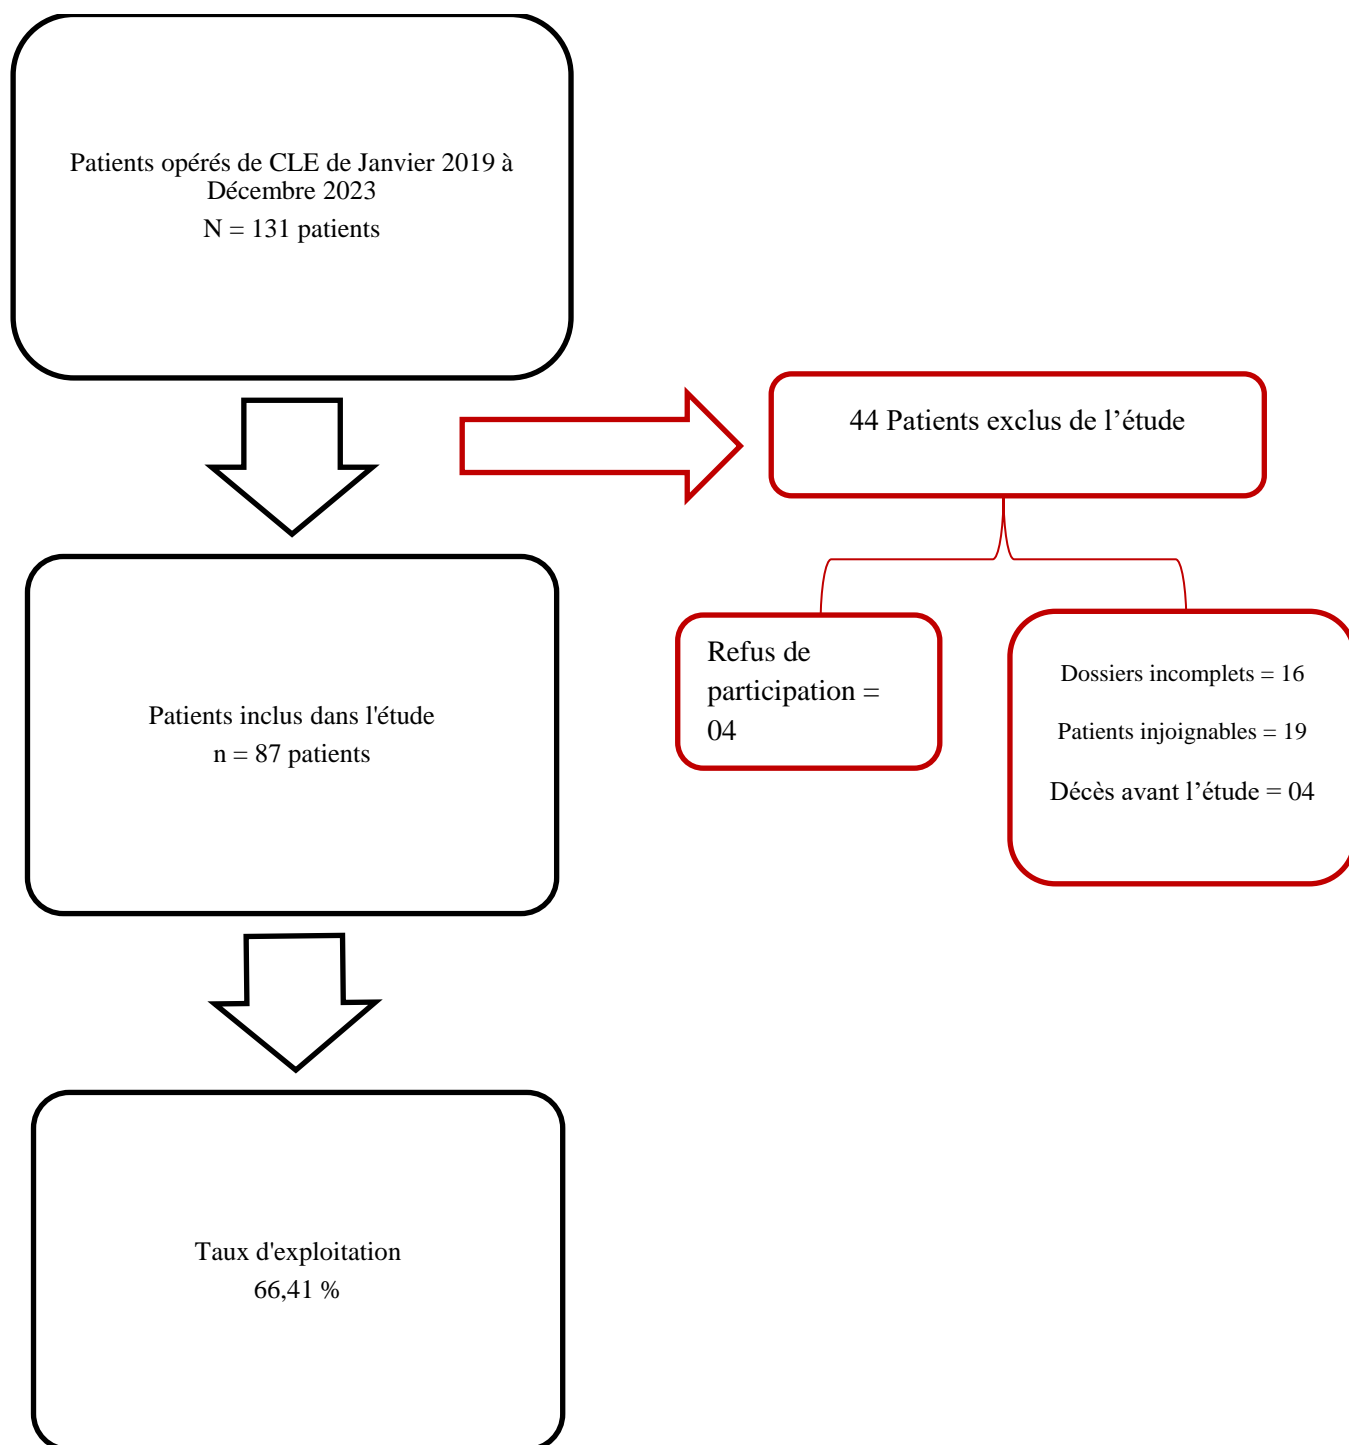 Patients opérés de CLE de Janvier 2019 à
Décembre 2023
N = 131 patients
44 Patients exclus de l’étude
Refus de
participation =
04
Dossiers incomplets = 16
Patients injoignables = 19
Décès avant l’étude = 04
Patients inclus dans l'étude
n = 87 patients
Taux d'exploitation
66,41 %